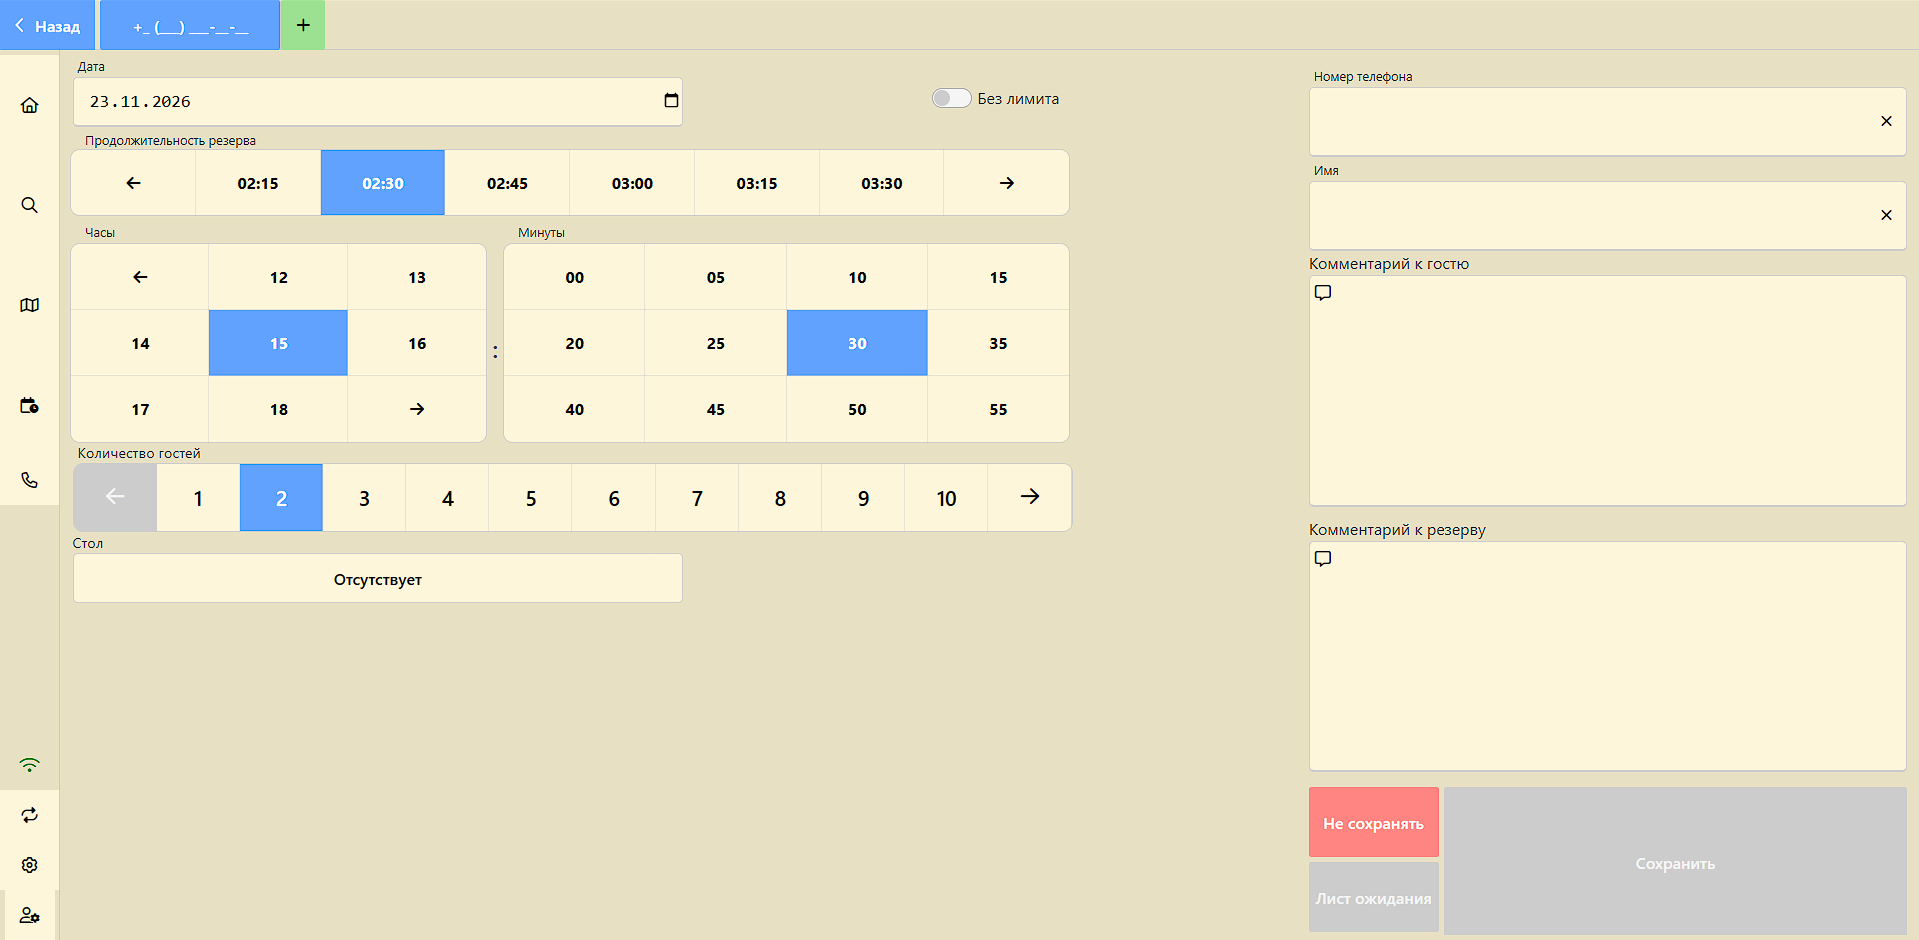 Назад
+_ (__) ___-__-__
+
Дата
23.11.2026
Без лимита
Продолжительность резерва
02:15 02:30 02:45 03:00 03:15 03:30
Часы
12 13
14 15 16
17 18
:
Минуты
00 05 10 15
20 25 30 35
40 45 50 55
Количество гостей
1 2 3 4 5 6 7 8 9 10
Стол
Отсутствует
Номер телефона
Имя
Комментарий к гостю
Комментарий к резерву
Не сохранять
Лист ожидания
Сохранить